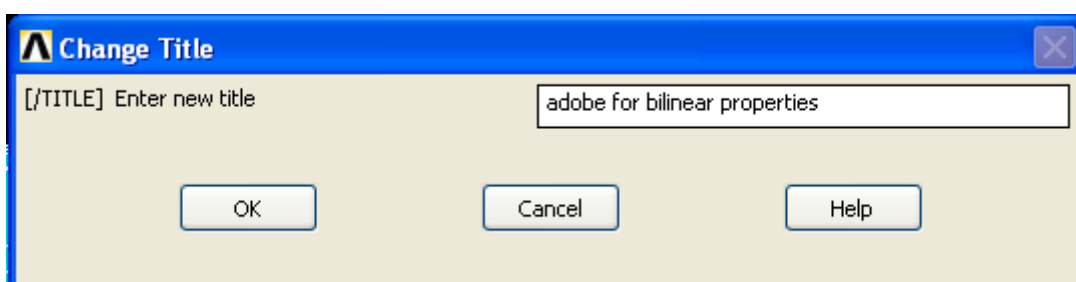 Change Title
[/TITLE] Enter new title adobe for bilinear properties
OK Cancel Help